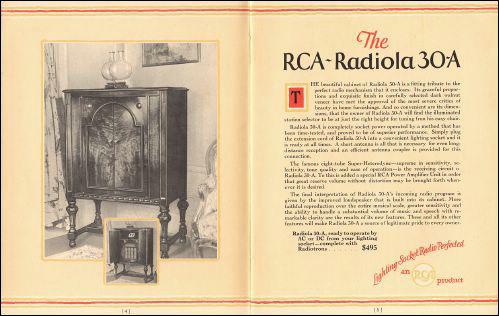 The
RCA-Radiola 30-A
THE beautiful cabinet of Radiola 30-A is a fitting tribute to the
perfect radio mechanism that it encloses. Its graceful propor-
tions and exquisite finish in carefully selected dark walnut
veneer have met the approval of the most severe critics of
beauty in home furnishings. And so convenient are its dimen-
sions, that the owner of Radiola 30-A will find the illuminated
station selector to be at just the right height for tuning from his easy chair.
Radiola 30-A is completely socket power operated by a method that has
been time-tested, and proved to be of superior performance. Simply plug
the extension cord of Radiola 30-A into a convenient lighting socket and it
is ready at all times. A short antenna is all that is necessary for even long-
distance reception and an efficient antenna coupler is provided for this
connection.
The famous eight-tube Super-Heterodyne—supreme in sensitivity, se-
lectivity, tone quality and ease of operation—is the receiving circuit of
Radiola 30-A. To this is added a special RCA Power Amplifier Unit in order
that great reserve volume without distortion may be brought forth when-
ever it is desired.
The final interpretation of Radiola 30-A's incoming radio program is
given by the improved loudspeaker that is built into its cabinet. More
faithful reproduction over the entire musical scale, greater sensitivity and
the ability to handle a substantial volume of music and speech with re-
markable clarity are the results of its new features. These and all its other
features will make Radiola 30-A a source of legitimate pride to every owner.
Radiola 30-A, ready to operate by
AC or DC from your lighting
socket—complete with
Radiotrons . . . . $495
Lighting Socket Radio Perfected
an RCA product
[4]
[5]